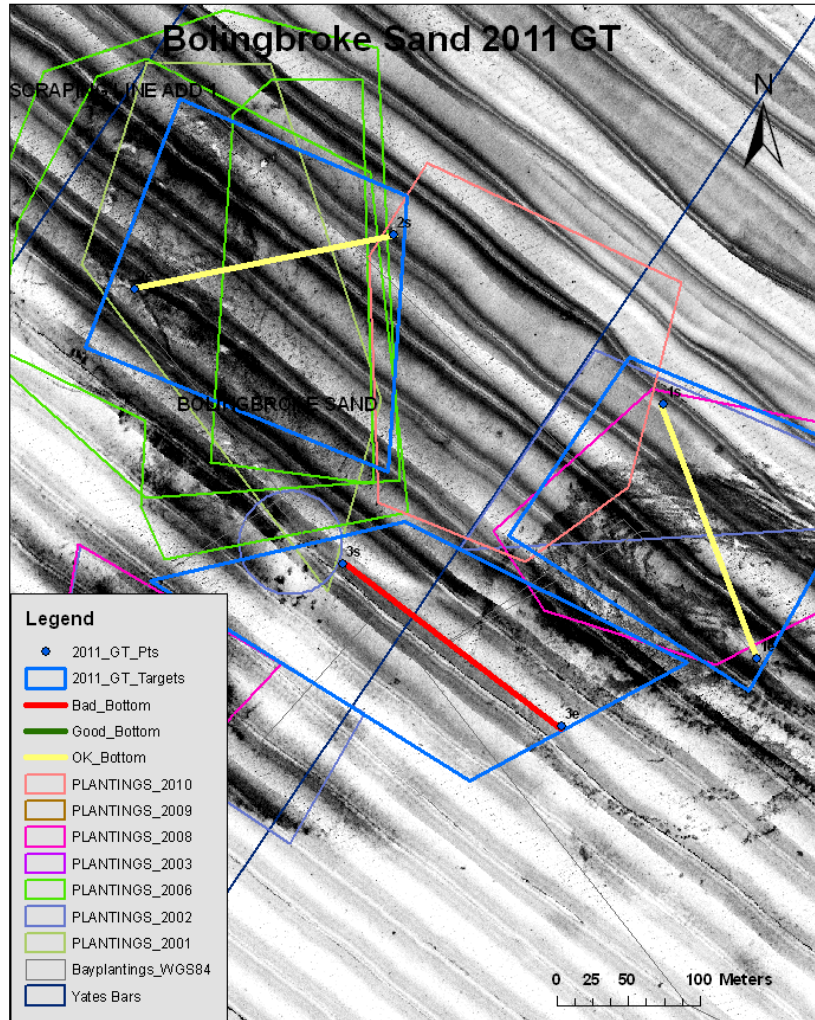 Bolingbroke Sand 2011 GT
SCRAPING LINE ADD 1
N
2s
1s
BOLINGBROKE SAND
3s
1e
3e
Legend
2011_GT_Pts
2011_GT_Targets
Bad_Bottom
Good_Bottom
OK_Bottom
PLANTINGS_2010
PLANTINGS_2009
PLANTINGS_2008
PLANTINGS_2003
PLANTINGS_2006
PLANTINGS_2002
PLANTINGS_2001
Bayplantings_WGS84
Yates Bars
0 25 50 100 Meters